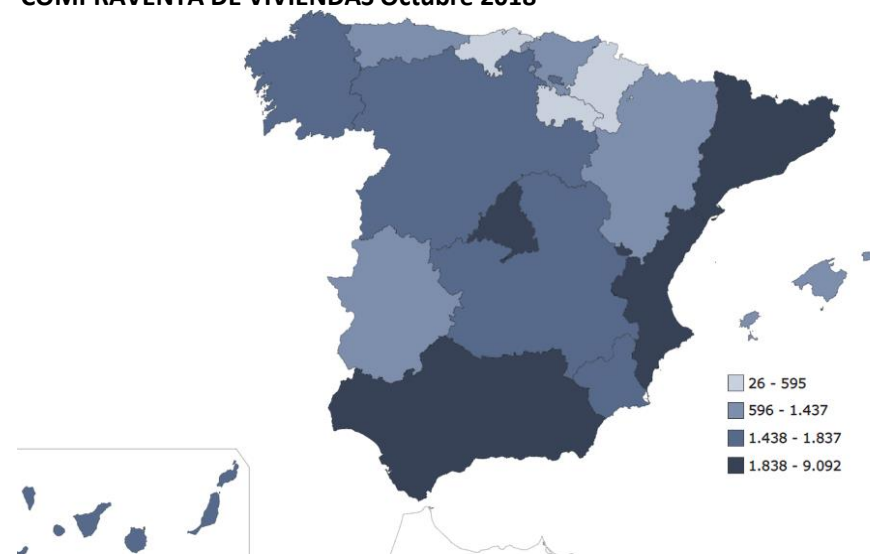 COMPRAVENTA DE VIVIENDAS Octubre 2018
26 - 595
596 - 1.437
1.438 - 1.837
1.838 - 9.092